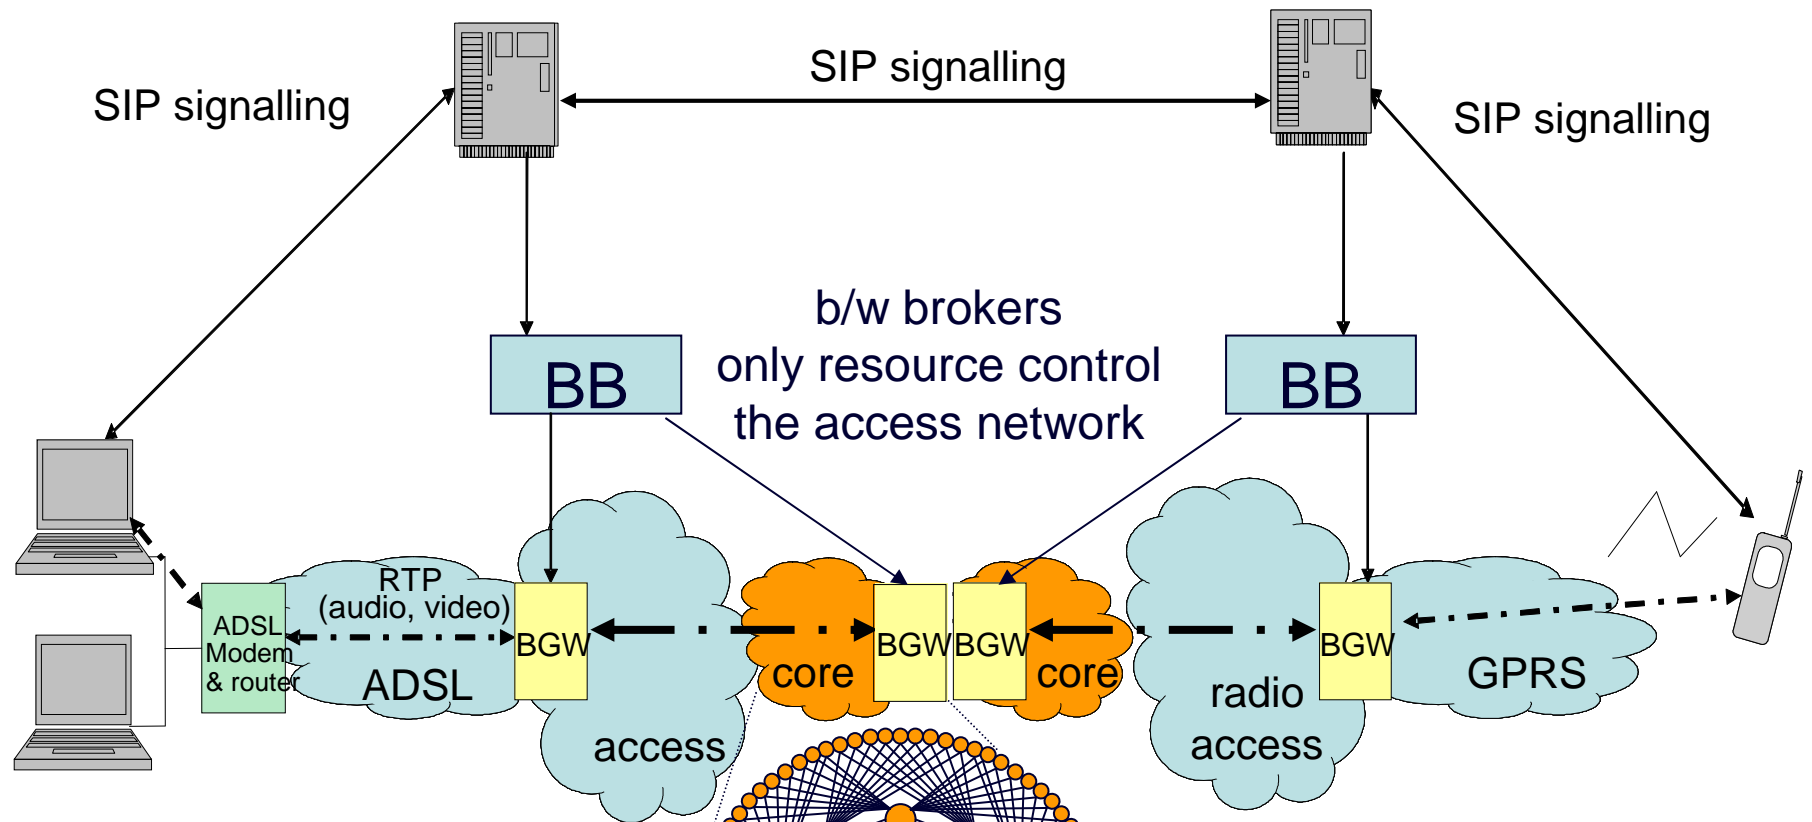 SIP signalling
SIP signalling
SIP signalling
b/w brokers
only resource control
the access network
BB
BB
RTP
(audio, video)
ADSL
Modem
& router
ADSL
BGW
access
core
BGW
BGW
core
radio
access
BGW
GPRS